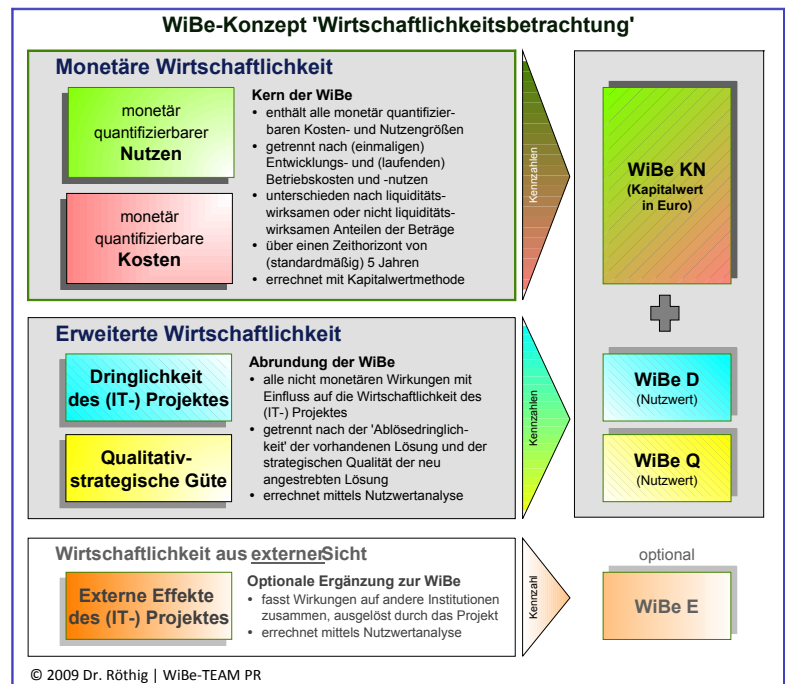 WiBe-Konzept 'Wirtschaftlichkeitsbetrachtung'
Monetäre Wirtschaftlichkeit
monetär
quantifizierbarer
Nutzen
monetär
quantifizierbare
Kosten
Kern der WiBe
• enthält alle monetär quantifizier-
baren Kosten- und Nutzengrößen
• getrennt nach (einmaligen)
Entwicklungs- und (laufenden)
Betriebskosten und -nutzen
• unterschieden nach liquiditäts-
wirksamen oder nicht liquiditäts-
wirksamen Anteilen der Beträge
• über einen Zeithorizont von
(standardmäßig) 5 Jahren
• errechnet mit Kapitalwertmethode
Kennzahlen
WiBe KN
(Kapitalwert
in Euro)
Erweiterte Wirtschaftlichkeit
Dringlichkeit
des (IT-) Projektes
Qualitativ-
strategische Güte
Abrundung der WiBe
• alle nicht monetären Wirkungen mit
Einfluss auf die Wirtschaftlichkeit des
(IT-) Projektes
• getrennt nach der 'Ablösedringlich-
keit' der vorhandenen Lösung und der
strategischen Qualität der neu
angestrebten Lösung
• errechnet mittels Nutzwertanalyse
Kennzahlen
WiBe D
(Nutzwert)
WiBe Q
(Nutzwert)
Wirtschaftlichkeit aus externer Sicht
Externe Effekte
des (IT-) Projektes
Optionale Ergänzung zur WiBe
• fasst Wirkungen auf andere Institutionen
zusammen, ausgelöst durch das Projekt
• errechnet mittels Nutzwertanalyse
Kennzahl
optional
WiBe E
© 2009 Dr. Röthig | WiBe-TEAM PR